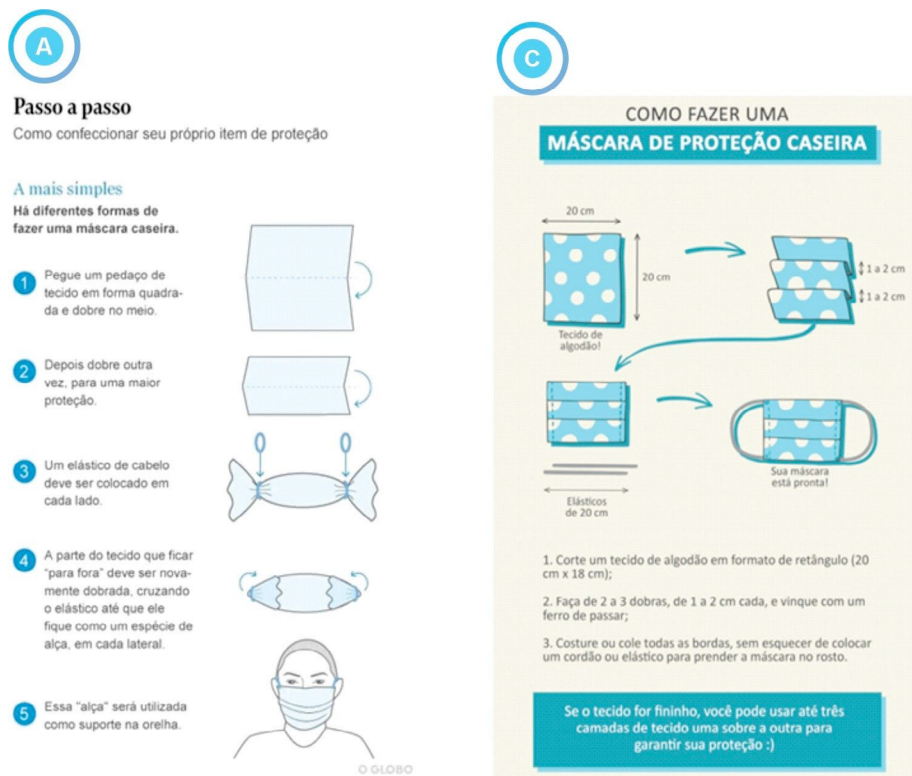 A
Passo a passo
Como confeccionar seu próprio item de proteção
A mais simples
Há diferentes formas de
fazer uma máscara caseira.
1
Pegue um pedaço de
tecido em forma quadra-
da e dobre no meio.
2
Depois dobre outra
vez, para uma maior
proteção.
3
Um elástico de cabelo
deve ser colocado em
cada lado.
4
A parte do tecido que ficar
"para fora" deve ser nova-
mente dobrada, cruzando
o elástico até que ele
fique como um espécie de
alça, em cada lateral.
5
Essa "alça" será utilizada
como suporte na orelha.
O GLOBO
C
COMO FAZER UMA
MÁSCARA DE PROTEÇÃO CASEIRA
20 cm
20 cm
1 a 2 cm
1 a 2 cm
Tecido de
algodão!
Elásticos
de 20 cm
Sua máscara
está pronta!
1. Corte um tecido de algodão em formato de retângulo (20
cm x 18 cm);
2. Faça de 2 a 3 dobras, de 1 a 2 cm cada, e vinque com um
ferro de passar;
3. Costure ou cole todas as bordas, sem esquecer de colocar
um cordão ou elástico para prender a máscara no rosto.
Se o tecido for fininho, você pode usar até três
camadas de tecido uma sobre a outra para
garantir sua proteção :)